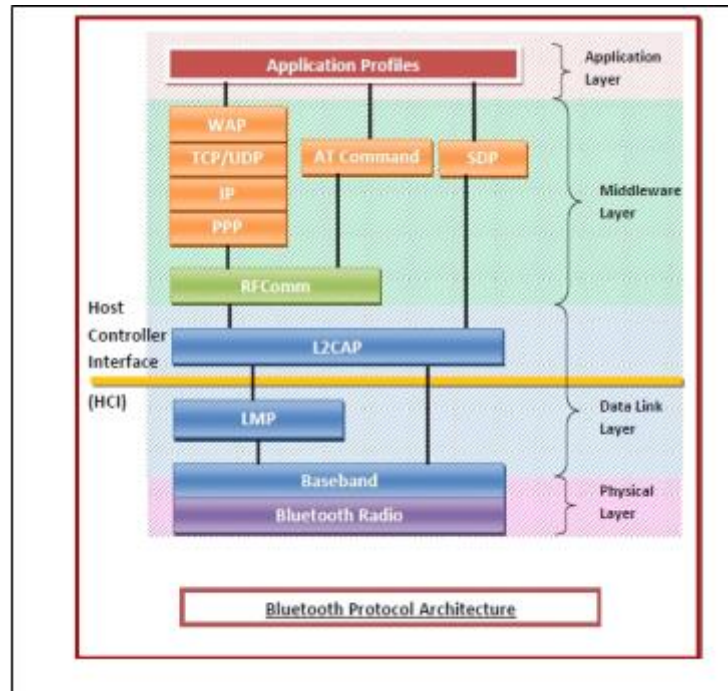 Application Profiles
Application
Layer
WAP
TCP/UDP
AT Command
SDP
IP
PPP
Middleware
Layer
RFComm
Host
Controller
Interface
(HCI)
L2CAP
LMP
Data Link
Layer
Baseband
Bluetooth Radio
Physical
Layer
Bluetooth Protocol Architecture